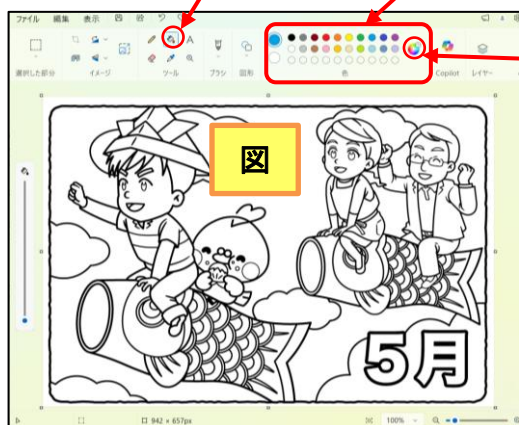 ファイル 編集 表示
選択した部分 イメージ ツール ブラシ 図形 色 Copilot レイヤー
図
5月
942 × 657px 100%